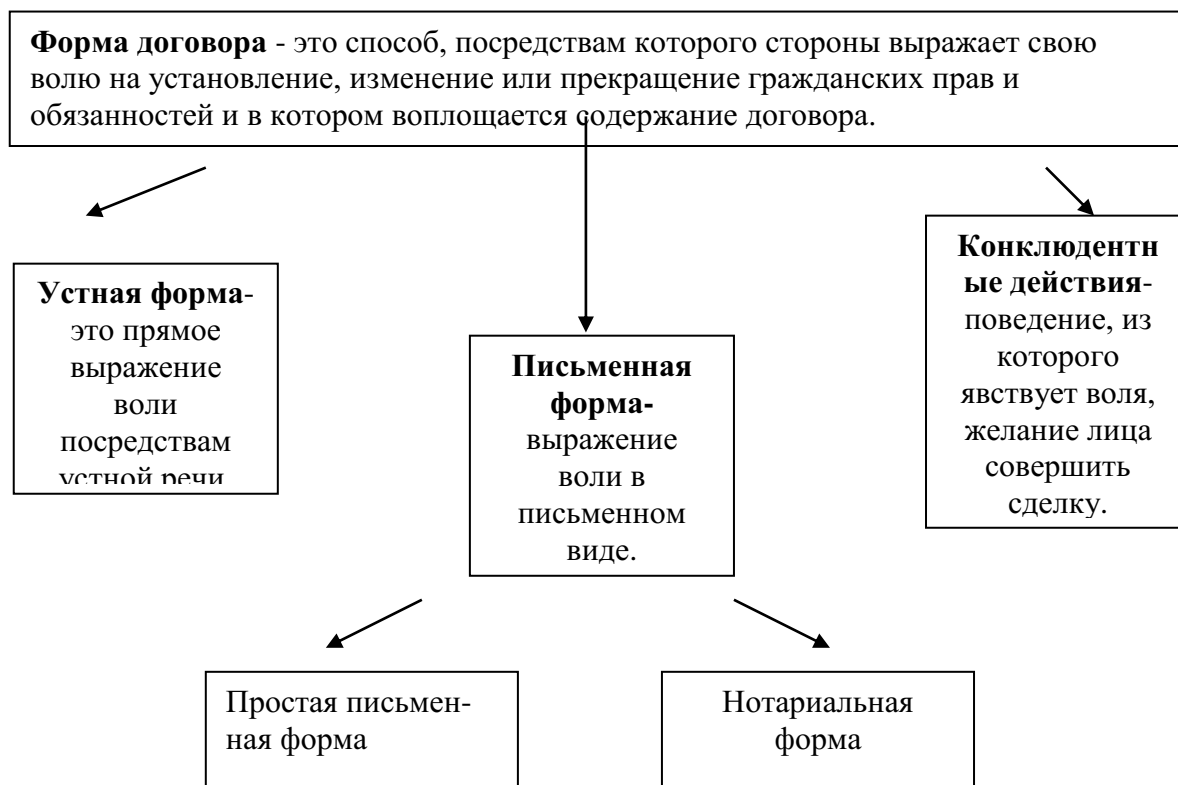 Форма договора - это способ, посредствам которого стороны выражает свою
волю на установление, изменение или прекращение гражданских прав и
обязанностей и в котором воплощается содержание договора.
Устная форма-
это прямое
выражение
воли
посредствам
устной речи
Письменная
форма-
выражение
воли в
письменном
виде.
Конклюдентн
ые действия-
поведение, из
которого
явствует воля,
желание лица
совершить
сделку.
Простая письмен-
ная форма
Нотариальная
форма